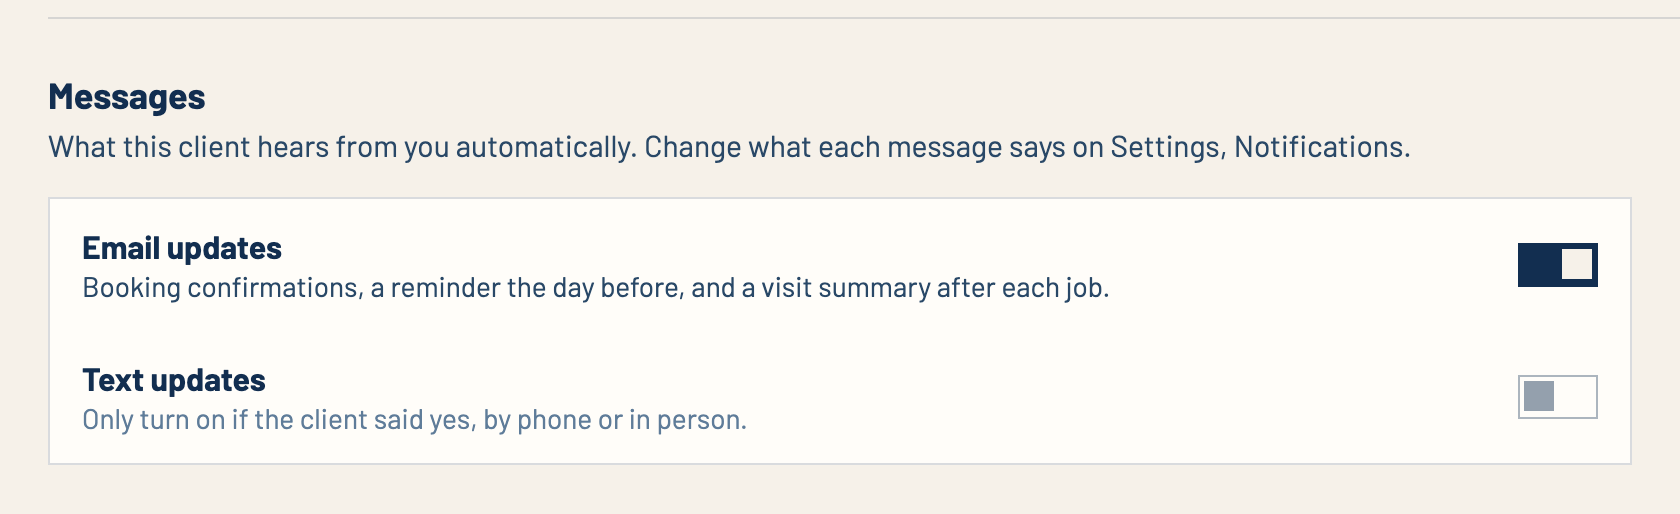 Messages
What this client hears from you automatically. Change what each message says on Settings, Notifications.
Email updates
Booking confirmations, a reminder the day before, and a visit summary after each job.
Text updates
Only turn on if the client said yes, by phone or in person.